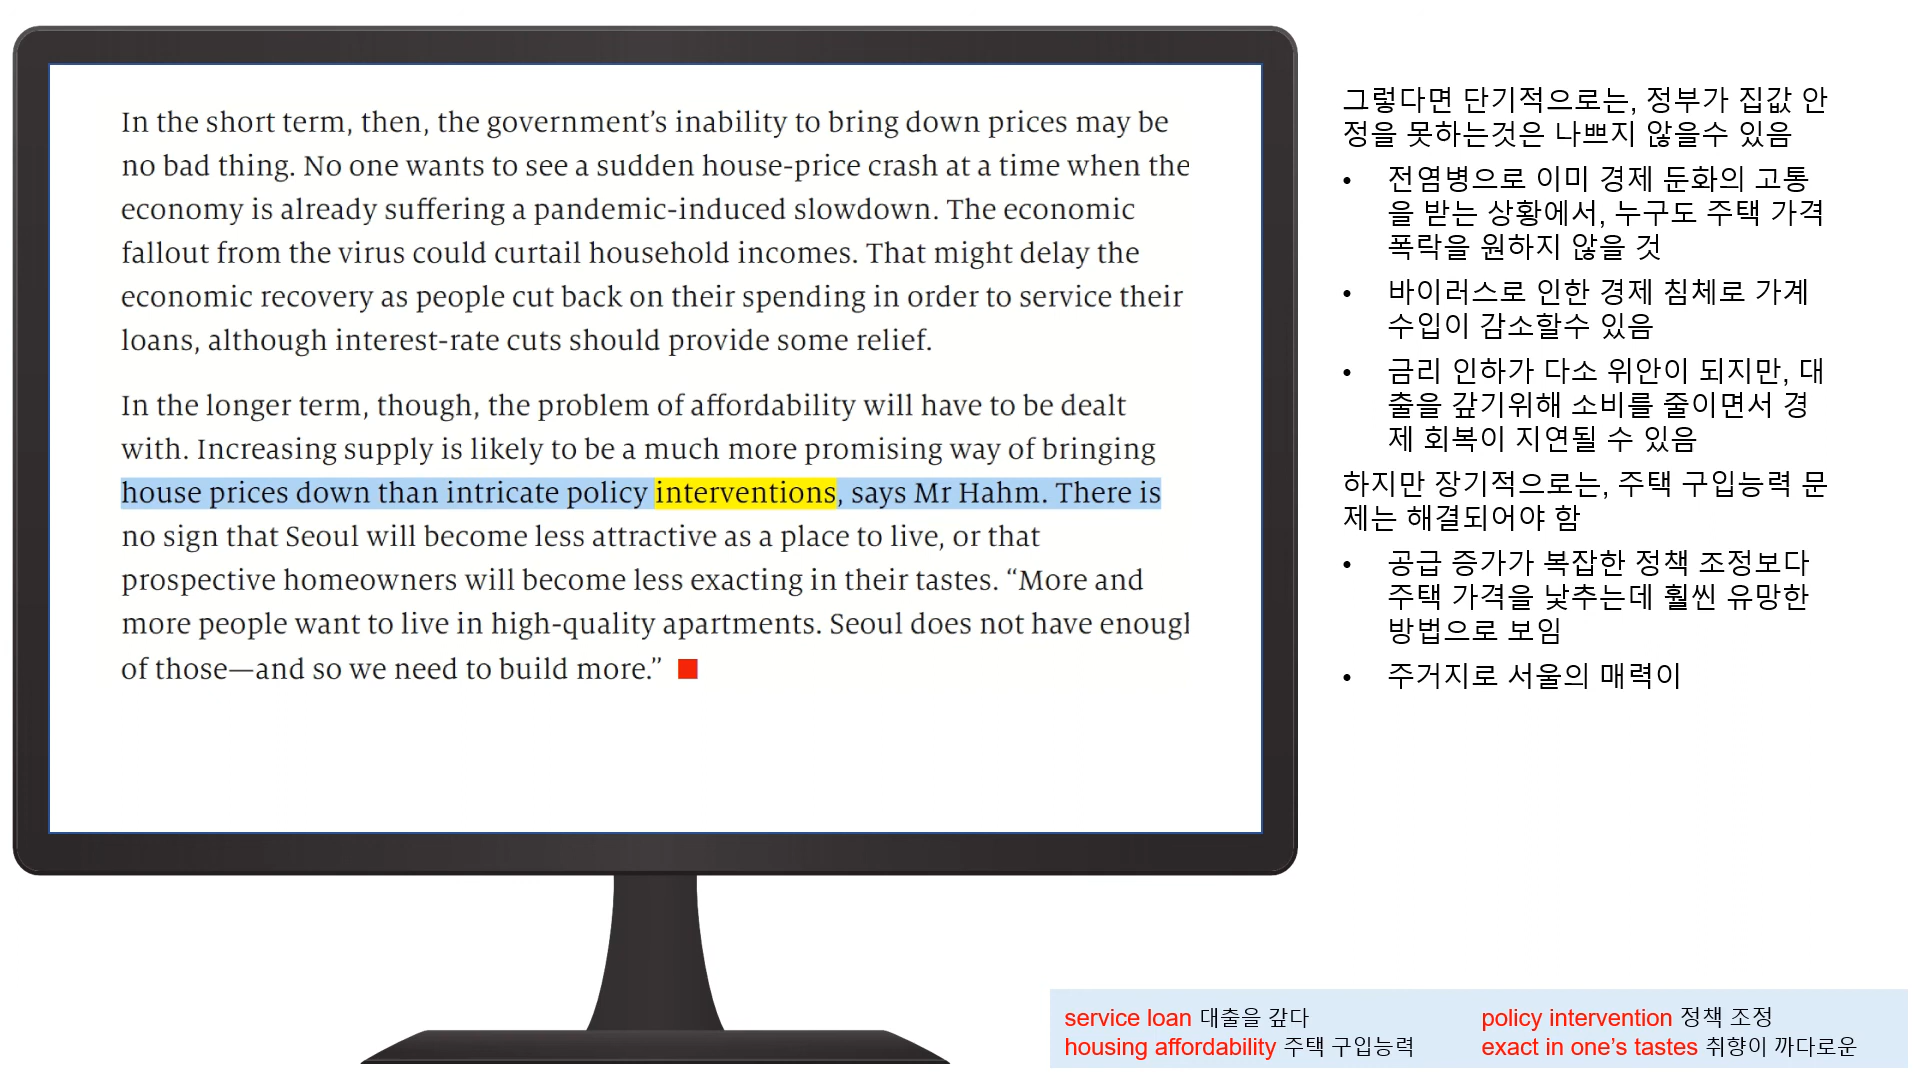 In the short term, then, the government’s inability to bring down prices may be
no bad thing. No one wants to see a sudden house-price crash at a time when the
economy is already suffering a pandemic-induced slowdown. The economic
fallout from the virus could curtail household incomes. That might delay the
economic recovery as people cut back on their spending in order to service their
loans, although interest-rate cuts should provide some relief.
In the longer term, though, the problem of affordability will have to be dealt
with. Increasing supply is likely to be a much more promising way of bringing
house prices down than intricate policy interventions, says Mr Hahm. There is
no sign that Seoul will become less attractive as a place to live, or that
prospective homeowners will become less exacting in their tastes. “More and
more people want to live in high-quality apartments. Seoul does not have enougl
of those—and so we need to build more.”
그렇다면 단기적으로는, 정부가 집값 안
정을 못하는것은 나쁘지 않을수 있음
• 전염병으로 이미 경제 둔화의 고통
을 받는 상황에서, 누구도 주택 가격
폭락을 원하지 않을 것
• 바이러스로 인한 경제 침체로 가계
수입이 감소할수 있음
• 금리 인하가 다소 위안이 되지만, 대
출을 갚기위해 소비를 줄이면서 경
제 회복이 지연될 수 있음
하지만 장기적으로는, 주택 구입능력 문
제는 해결되어야 함
• 공급 증가가 복잡한 정책 조정보다
주택 가격을 낮추는데 훨씬 유망한
방법으로 보임
• 주거지로 서울의 매력이
service loan 대출을 갚다
housing affordability 주택 구입능력
policy intervention 정책 조정
exact in one’s tastes 취향이 까다로운